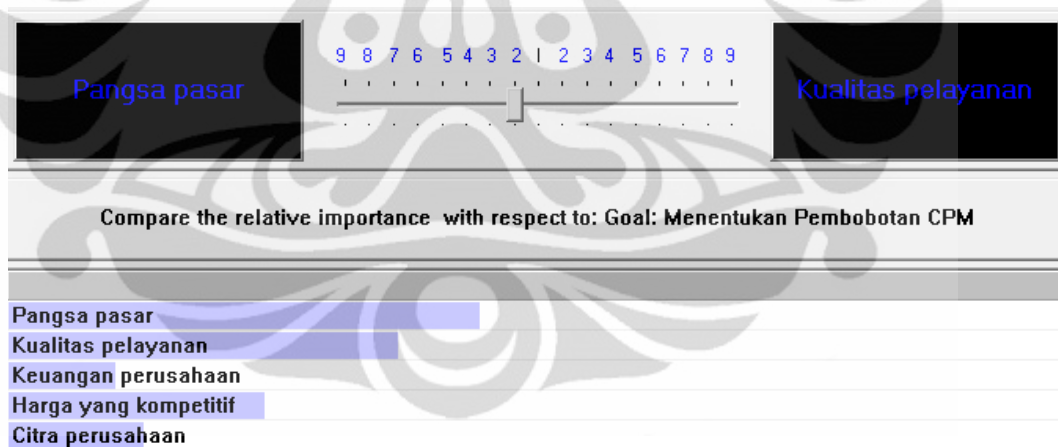 Pangsa pasar
9 8 7 6 5 4 3 2 1 2 3 4 5 6 7 8 9
Kualitas pelayanan
Compare the relative importance with respect to: Goal: Menentukan Pembobotan CPM
Pangsa pasar
Kualitas pelayanan
Keuangan perusahaan
Harga yang kompetitif
Citra perusahaan